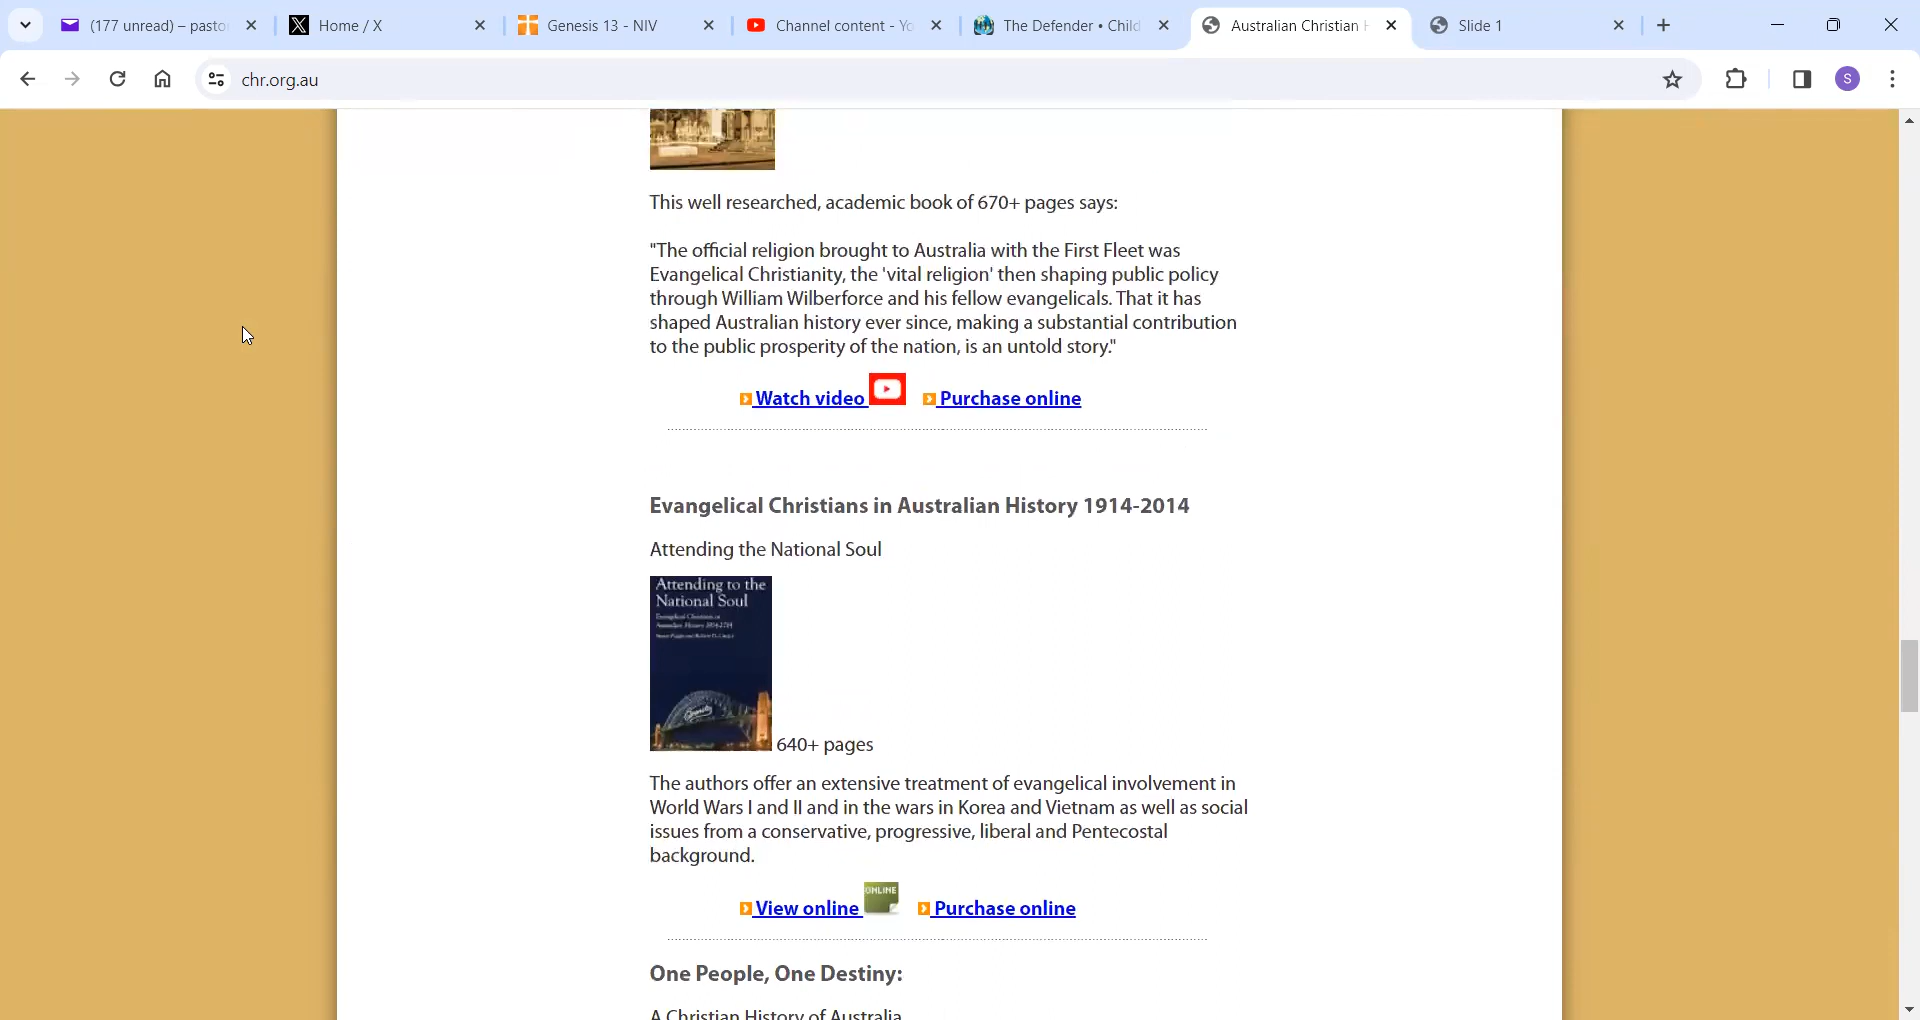 (177 unread) – pasto
Home / X
Genesis 13 - NIV
Channel content - Yo
The Defender • Child
Australian Christian H
Slide 1
chr.org.au
S
This well researched, academic book of 670+ pages says:
"The official religion brought to Australia with the First Fleet was
Evangelical Christianity, the 'vital religion' then shaping public policy
through William Wilberforce and his fellow evangelicals. That it has
shaped Australian history ever since, making a substantial contribution
to the public prosperity of the nation, is an untold story."
Watch video
Purchase online
Evangelical Christians in Australian History 1914-2014
Attending the National Soul
Attending to the
National Soul
Evangelical Christians in
Australian History 1914-2014
640+ pages
The authors offer an extensive treatment of evangelical involvement in
World Wars I and II and in the wars in Korea and Vietnam as well as social
issues from a conservative, progressive, liberal and Pentecostal
background.
View online
ONLINE
Purchase online
One People, One Destiny:
A Christian History of Australia